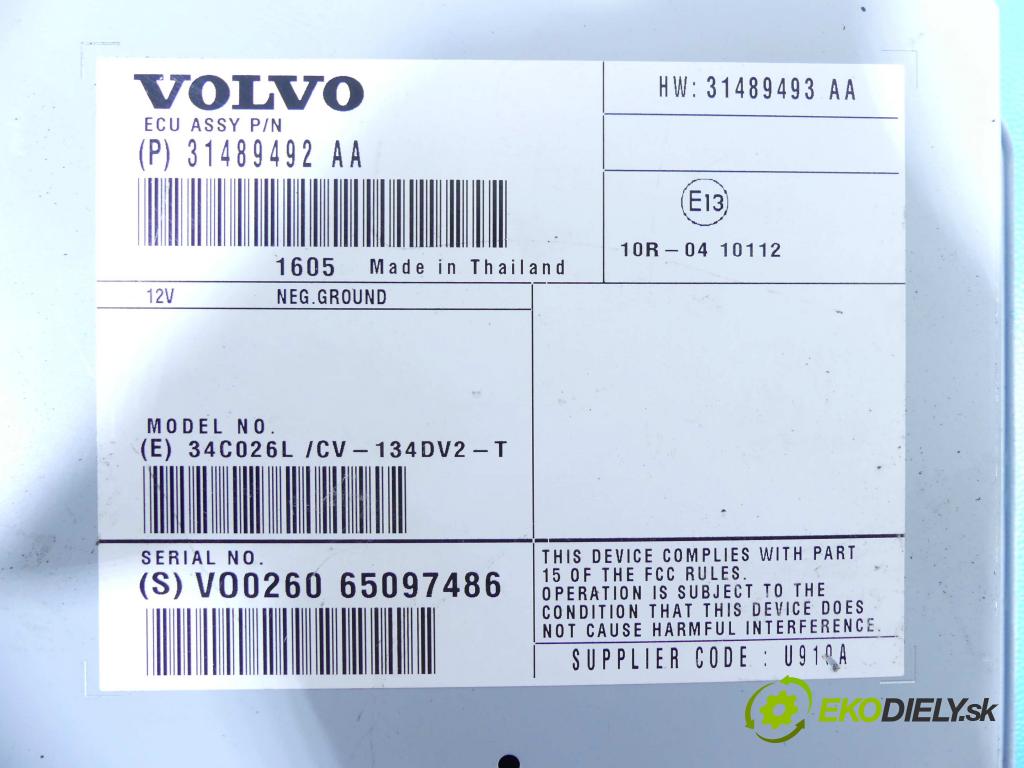 VOLVO
ECU ASSY P/N
(P) 31489492 AA
1605 Made in Thailand
HW: 31489493 AA
E13
10R-04 10112
12V NEG.GROUND
MODEL NO.
(E) 34C026L /CV-134DV2-T
SERIAL NO.
(S) VO0260 65097486
THIS DEVICE COMPLIES WITH PART
15 OF THE FCC RULES.
OPERATION IS SUBJECT TO THE
CONDITION THAT THIS DEVICE DOES
NOT CAUSE HARMFUL INTERFERENCE.
SUPPLIER CODE : U910A
EKODIELY.sk